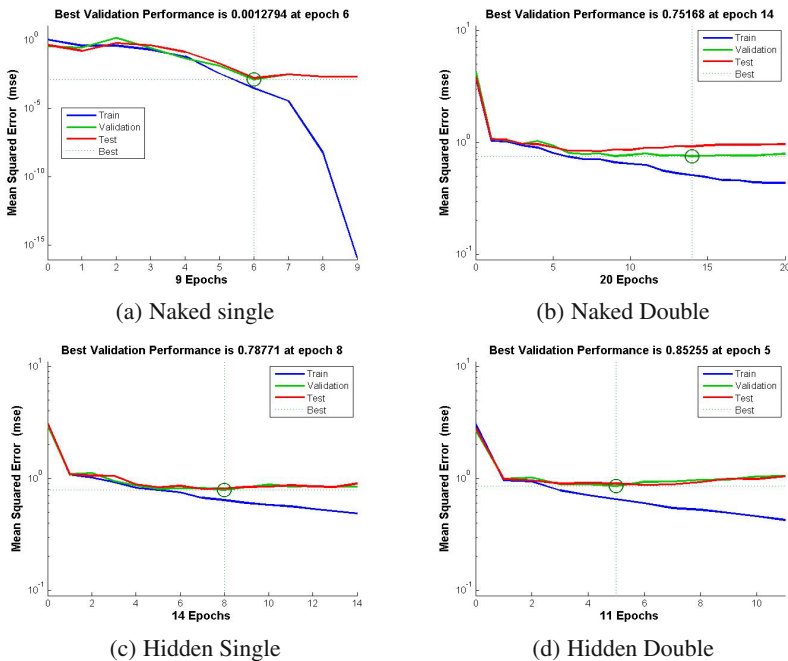 Best Validation Performance is 0.0012794 at epoch 6
Mean Squared Error (mse)
10^0
10^-5
10^-10
10^-15
Train
Validation
Test
Best
0 1 2 3 4 5 6 7 8 9
9 Epochs
(a) Naked single
Best Validation Performance is 0.75168 at epoch 14
Mean Squared Error (mse)
10^1
10^0
10^-1
Train
Validation
Test
Best
0 5 10 15 20
20 Epochs
(b) Naked Double
Best Validation Performance is 0.78771 at epoch 8
Mean Squared Error (mse)
10^1
10^0
10^-1
Train
Validation
Test
Best
0 2 4 6 8 10 12 14
14 Epochs
(c) Hidden Single
Best Validation Performance is 0.85255 at epoch 5
Mean Squared Error (mse)
10^1
10^0
10^-1
Train
Validation
Test
Best
0 2 4 6 8 10
11 Epochs
(d) Hidden Double